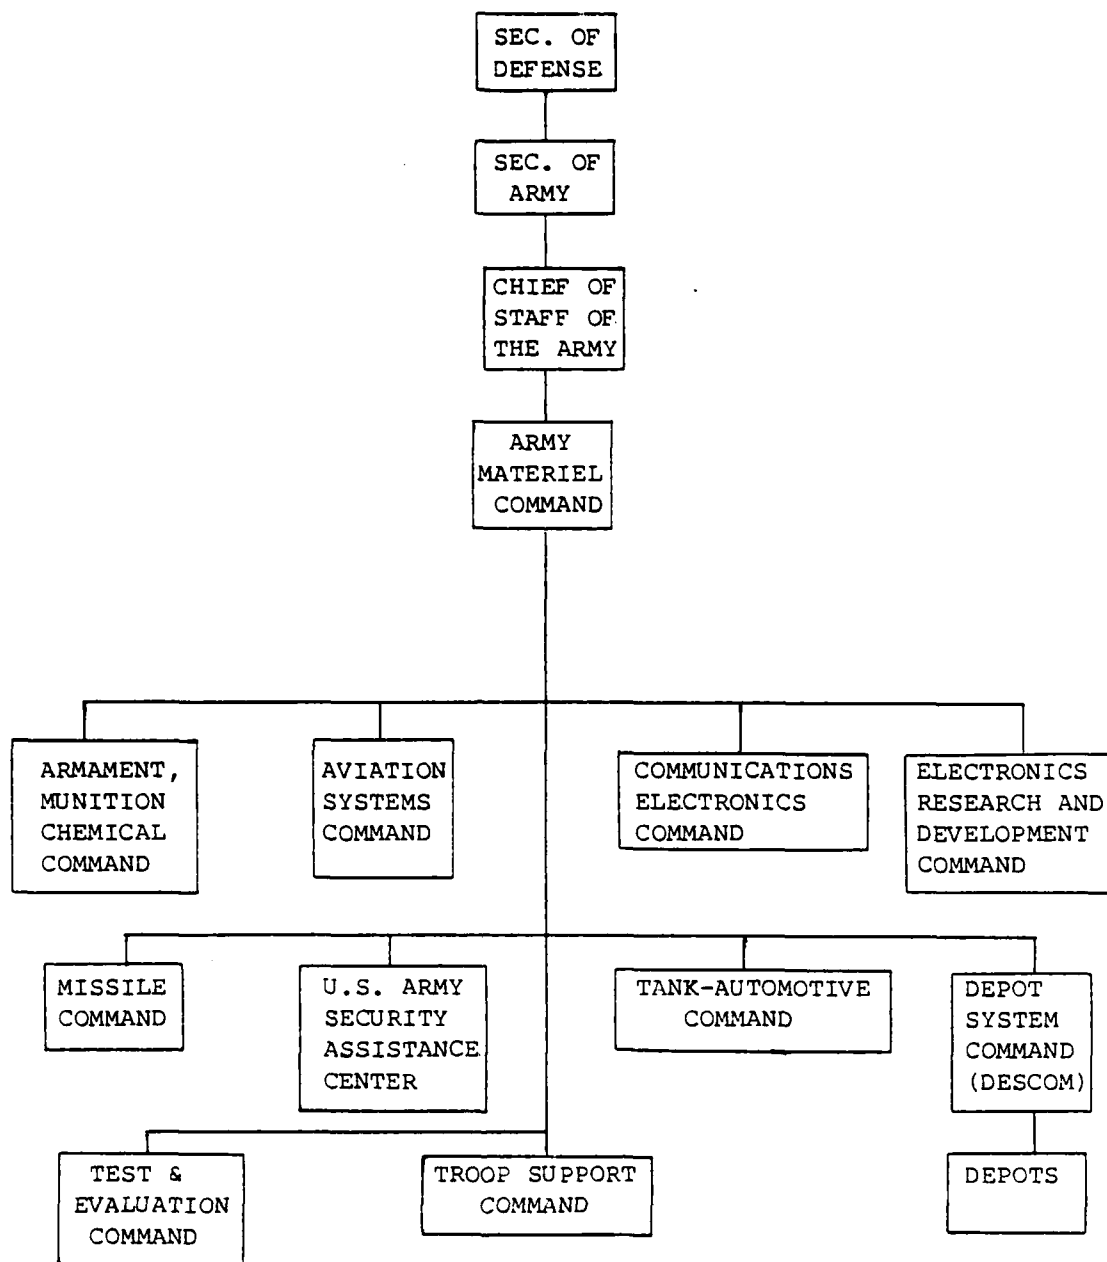 SEC. OF
DEFENSE
SEC. OF
ARMY
CHIEF OF
STAFF OF
THE ARMY
ARMY
MATERIEL
COMMAND
ARMAMENT,
MUNITION
CHEMICAL
COMMAND
AVIATION
SYSTEMS
COMMAND
COMMUNICATIONS
ELECTRONICS
COMMAND
ELECTRONICS
RESEARCH AND
DEVELOPMENT
COMMAND
MISSILE
COMMAND
U.S. ARMY
SECURITY
ASSISTANCE
CENTER
TANK-AUTOMOTIVE
COMMAND
DEPOT
SYSTEM
COMMAND
(DESCOM)
TEST &
EVALUATION
COMMAND
TROOP SUPPORT
COMMAND
DEPOTS